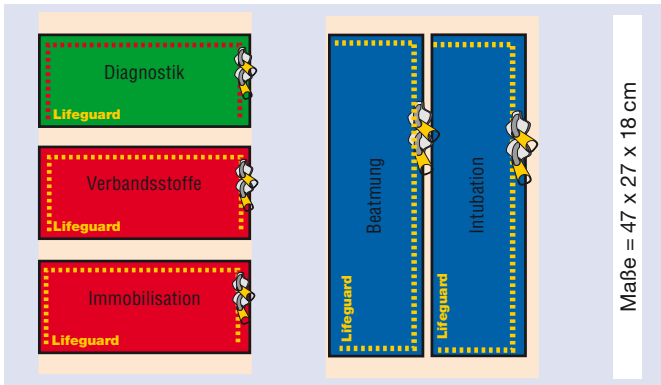 Diagnostik
Lifeguard
Verbandsstoffe
Lifeguard
Immobilisation
Lifeguard
Beatmung
Lifeguard
Intubation
Lifeguard
Maße = 47 x 27 x 18 cm